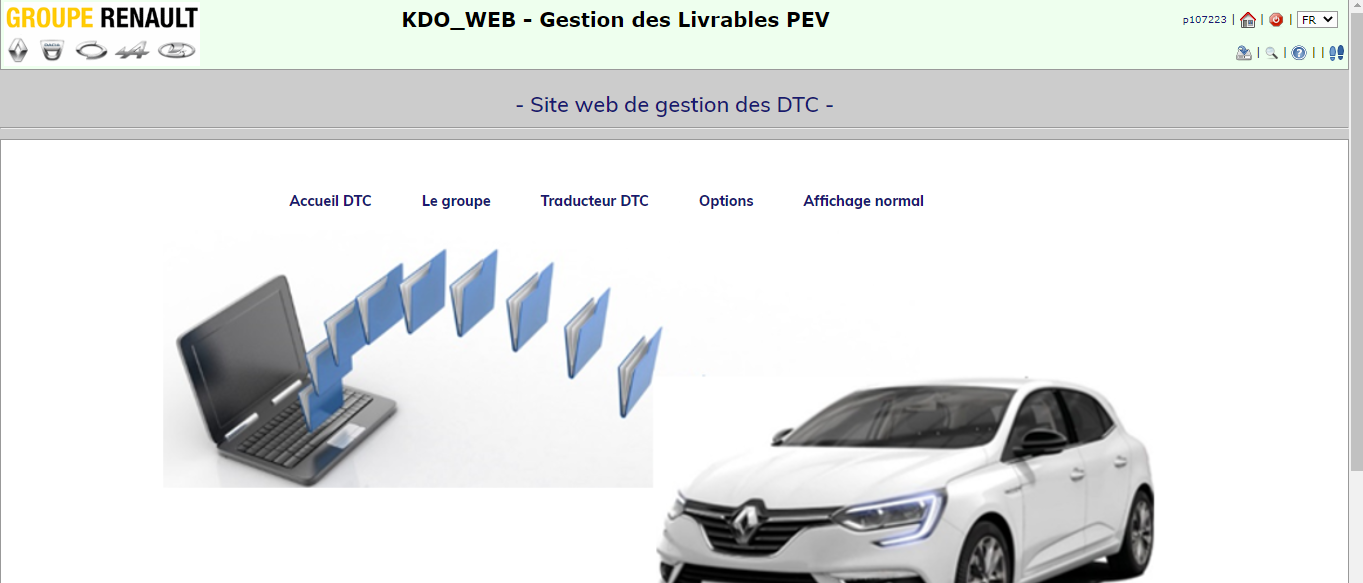 GROUPE RENAULT
KDO_WEB - Gestion des Livrables PEV
p107223 | | | FR
- Site web de gestion des DTC -
Accueil DTC Le groupe Traducteur DTC Options Affichage normal